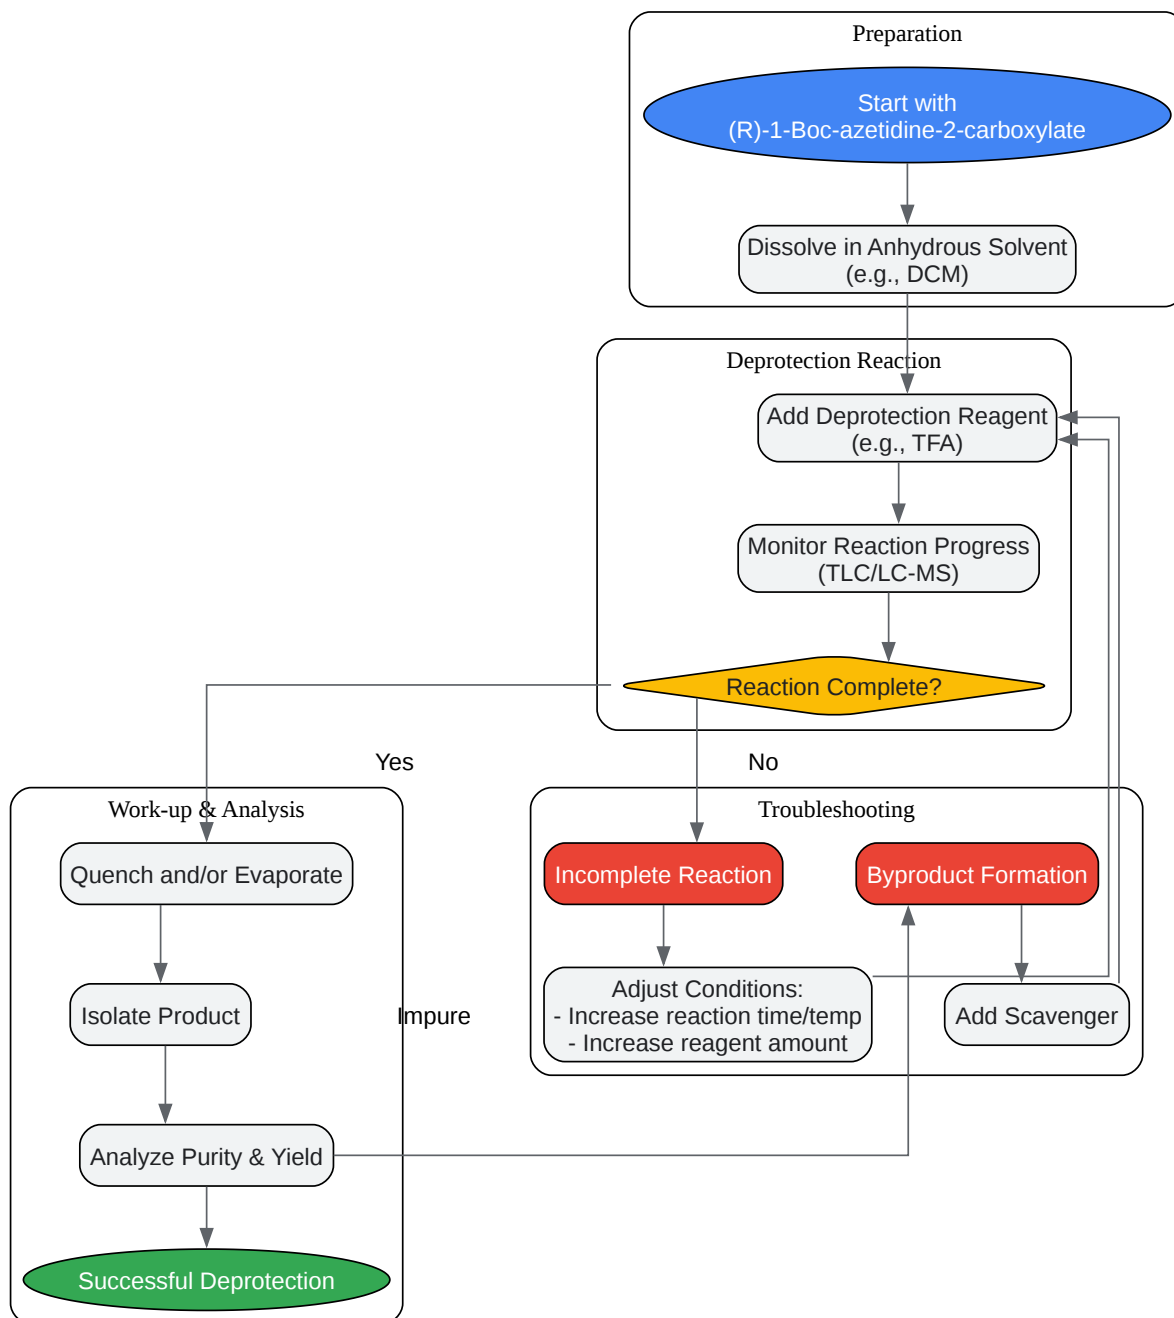 Preparation
Start with
(R)-1-Boc-azetidine-2-carboxylate
Dissolve in Anhydrous Solvent
(e.g., DCM)
Deprotection Reaction
Add Deprotection Reagent
(e.g., TFA)
Monitor Reaction Progress
(TLC/LC-MS)
Reaction Complete?
Yes
No
Work-up & Analysis
Quench and/or Evaporate
Isolate Product
Impure
Analyze Purity & Yield
Successful Deprotection
Troubleshooting
Incomplete Reaction
Byproduct Formation
Adjust Conditions:
- Increase reaction time/temp
- Increase reagent amount
Add Scavenger